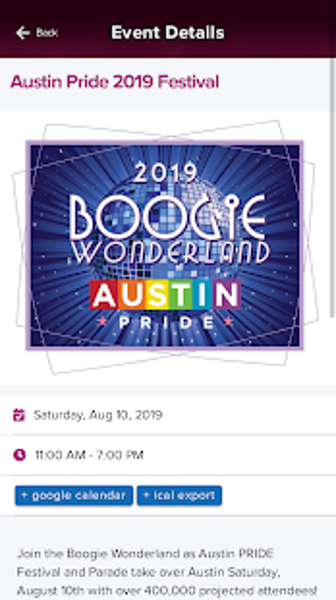 Back
Event Details
Austin Pride 2019 Festival
2019
BOOGIE
WONDERLAND
AUSTIN
PRIDE
Saturday, Aug 10, 2019
11:00 AM - 7:00 PM
+ google calendar + ical export
Join the Boogie Wonderland as Austin PRIDE
Festival and Parade take over Austin Saturday,
August 10th with over 400,000 projected attendees!